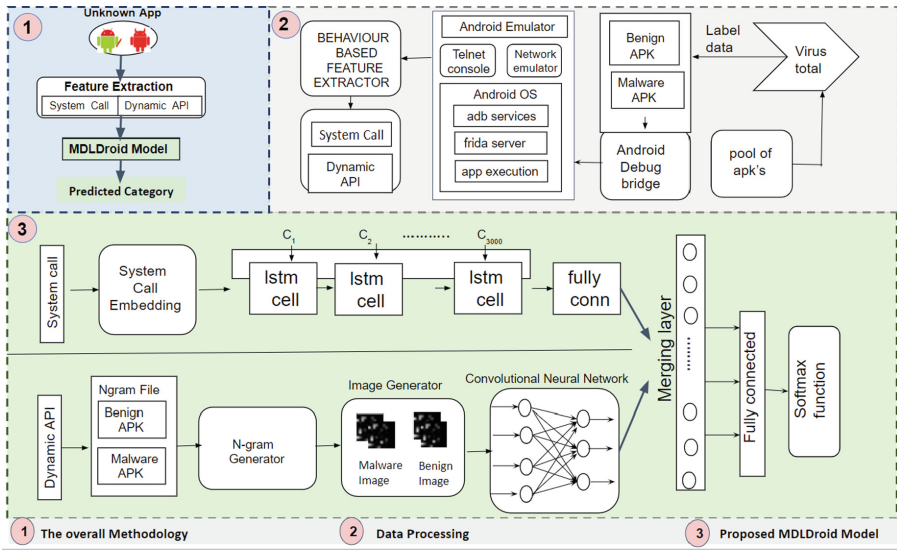 1
Unknown App
Feature Extraction
System Call
Dynamic API
MDLDroid Model
Predicted Category
2
BEHAVIOUR
BASED
FEATURE
EXTRACTOR
System Call
Dynamic
API
Android Emulator
Telnet
console
Network
emulator
Android OS
adb services
frida server
app execution
Benign
APK
Malware
APK
Android
Debug
bridge
Label
data
Virus
total
pool of
apk's
3
System call
System
Call
Embedding
C1
C2
...........
C3000
lstm
cell
lstm
cell
lstm
cell
fully
conn
Dynamic API
Ngram File
Benign
APK
Malware
APK
N-gram
Generator
Image Generator
Malware
Image
Benign
Image
Convolutional Neural Network
Merging layer
........
Fully connected
Softmax
function
1 The overall Methodology
2 Data Processing
3 Proposed MDLDroid Model